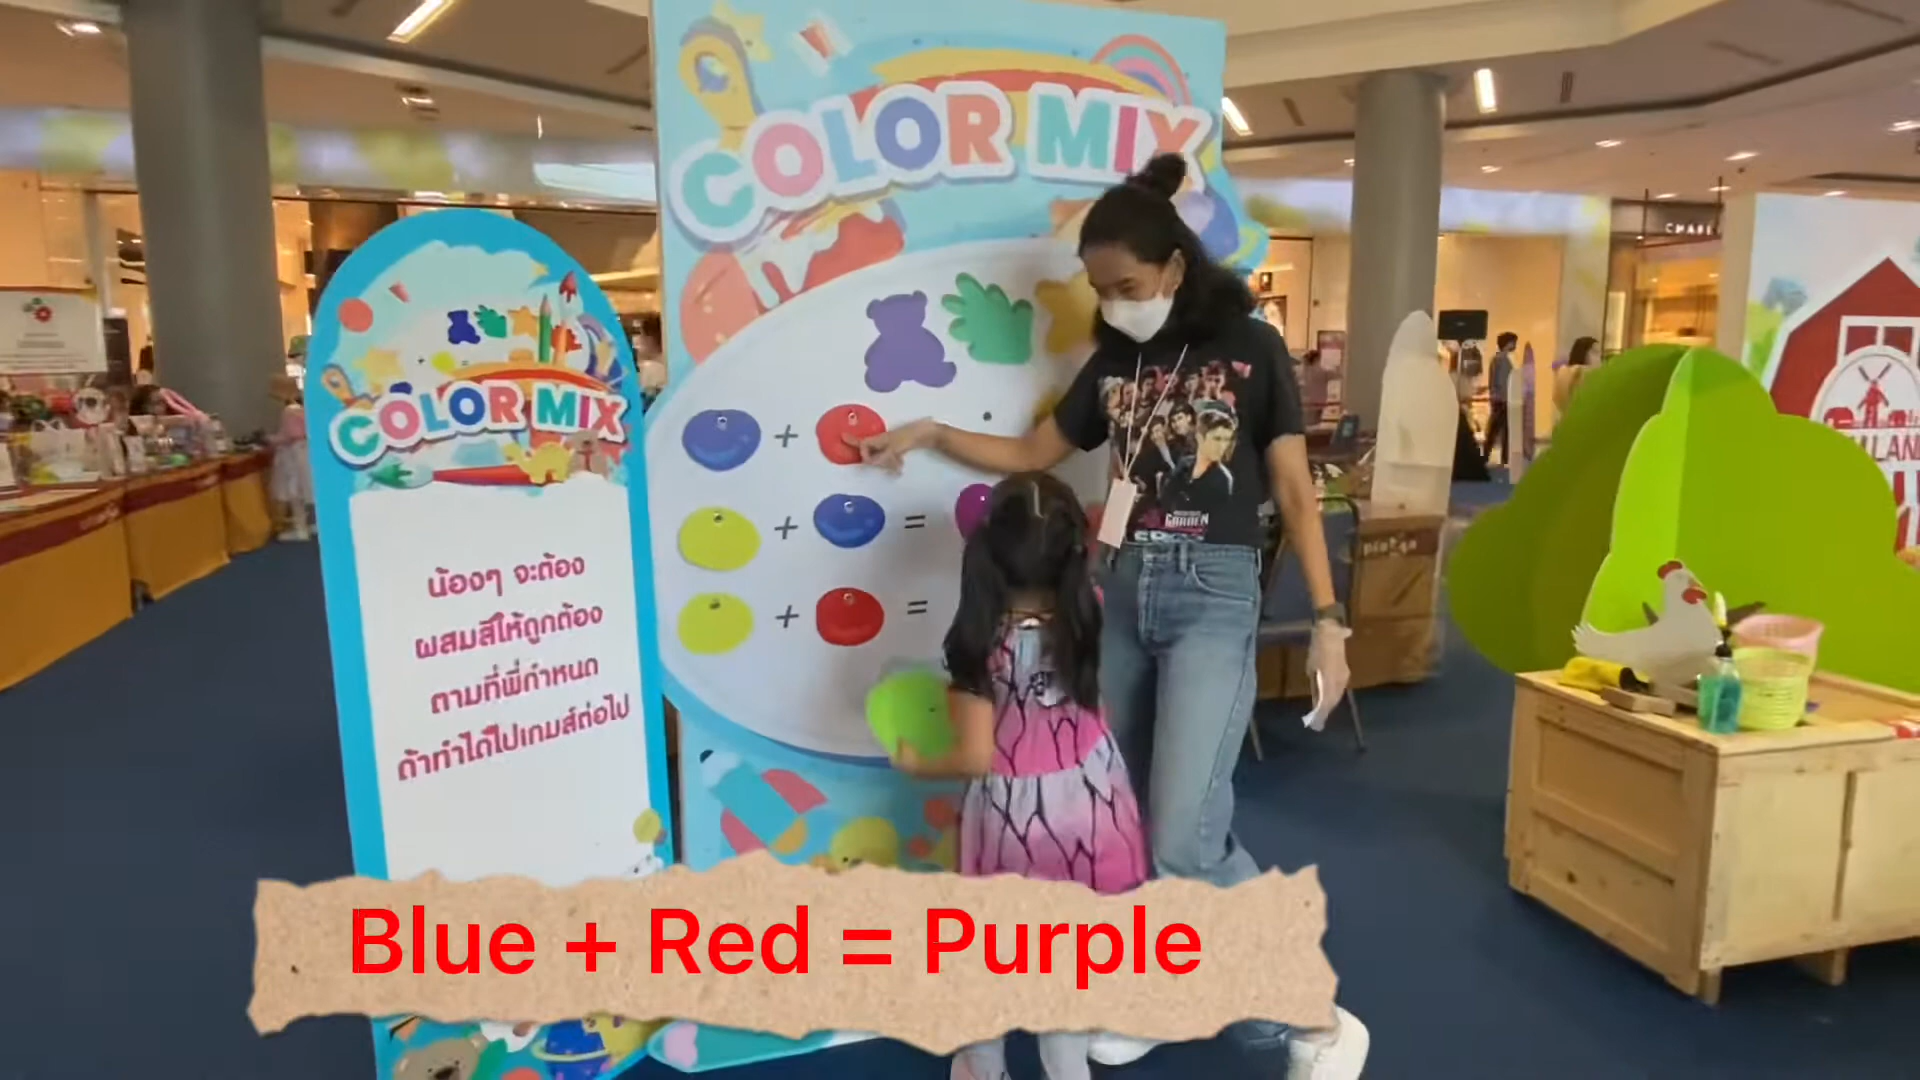 COLOR MIX
COLOR MIX
น้องๆ จะต้อง
ผสมสีให้ถูกต้อง
ตามที่พี่กำหนด
ถ้าทำได้ไปเกมส์ต่อไป
+
+ =
+ =
Blue + Red = Purple